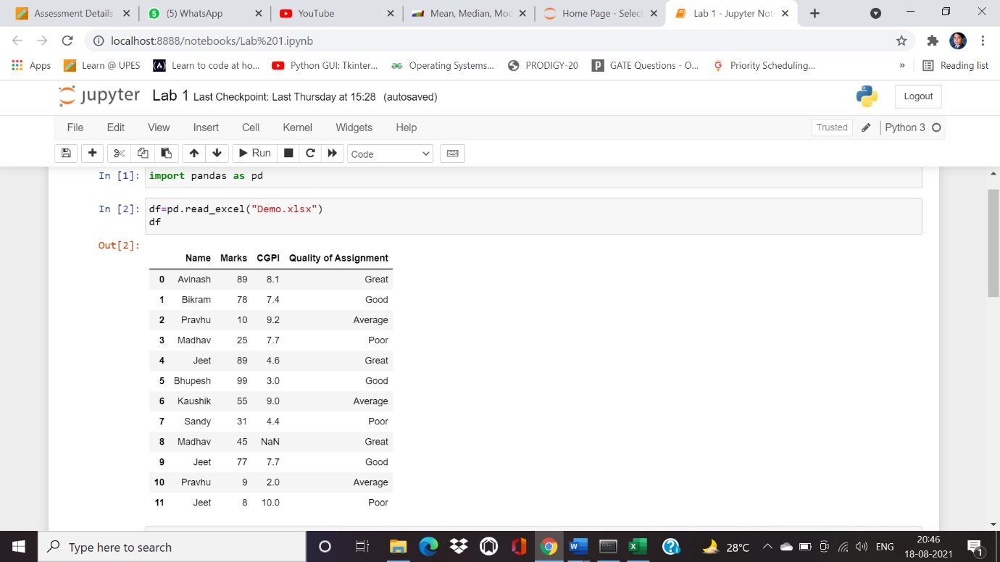 Assessment Details
(5) WhatsApp
YouTube
Mean, Median, Mod
Home Page - Select
Lab 1 - Jupyter Not
localhost:8888/notebooks/Lab%201.ipynb
Apps
Learn @ UPES
Learn to code at ho...
Python GUI: Tkinter...
Operating Systems...
PRODIGY-20
GATE Questions - O...
Priority Scheduling...
»
Reading list
jupyter Lab 1 Last Checkpoint: Last Thursday at 15:28 (autosaved)
Logout
File Edit View Insert Cell Kernel Widgets Help
Trusted
Python 3
Run
Code
In [1]: import pandas as pd
In [2]: df=pd.read_excel("Demo.xlsx")
df
Out[2]:
Name Marks CGPI Quality of Assignment
0 Avinash 89 8.1 Great
1 Bikram 78 7.4 Good
2 Pravhu 10 9.2 Average
3 Madhav 25 7.7 Poor
4 Jeet 89 4.6 Great
5 Bhupesh 99 3.0 Good
6 Kaushik 55 9.0 Average
7 Sandy 31 4.4 Poor
8 Madhav 45 NaN Great
9 Jeet 77 7.7 Good
10 Pravhu 9 2.0 Average
11 Jeet 8 10.0 Poor
Type here to search
28°C
ENG
20:46
18-08-2021
1